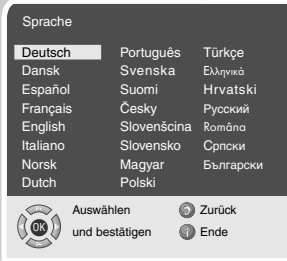 Sprache
Deutsch Português Türkçe
Dansk Svenska Ελληνικά
Español Suomi Hrvatski
Français Česky Русский
English Slovenšcina Româna
Italiano Slovensko Српски
Norsk Magyar Български
Dutch Polski
Auswählen Zurück
OK und bestätigen i Ende